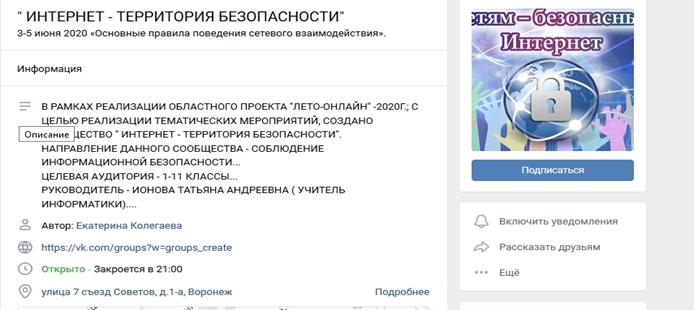 " ИНТЕРНЕТ - ТЕРРИТОРИЯ БЕЗОПАСНОСТИ"
3-5 июня 2020 «Основные правила поведения сетевого взаимодействия».
Информация
В РАМКАХ РЕАЛИЗАЦИИ ОБЛАСТНОГО ПРОЕКТА "ЛЕТО-ОНЛАЙН" -2020Г.; С
ЦЕЛЬЮ РЕАЛИЗАЦИИ ТЕМАТИЧЕСКИХ МЕРОПРИЯТИЙ, СОЗДАНО
Описание
ЩЕСТВО " ИНТЕРНЕТ - ТЕРРИТОРИЯ БЕЗОПАСНОСТИ".
НАПРАВЛЕНИЕ ДАННОГО СООБЩЕСТВА - СОБЛЮДЕНИЕ
ИНФОРМАЦИОННОЙ БЕЗОПАСНОСТИ...
ЦЕЛЕВАЯ АУДИТОРИЯ - 1-11 КЛАССЫ...
РУКОВОДИТЕЛЬ - ИОНОВА ТАТЬЯНА АНДРЕЕВНА ( УЧИТЕЛЬ
ИНФОРМАТИКИ)....
Автор: Екатерина Колегаева
https://vk.com/groups?w=groups_create
Открыто · Закроется в 21:00
улица 7 съезд Советов, д.1-а, Воронеж Подробнее
етям – безопасны
Интернет
Подписаться
Включить уведомления
Рассказать друзьям
Ещё